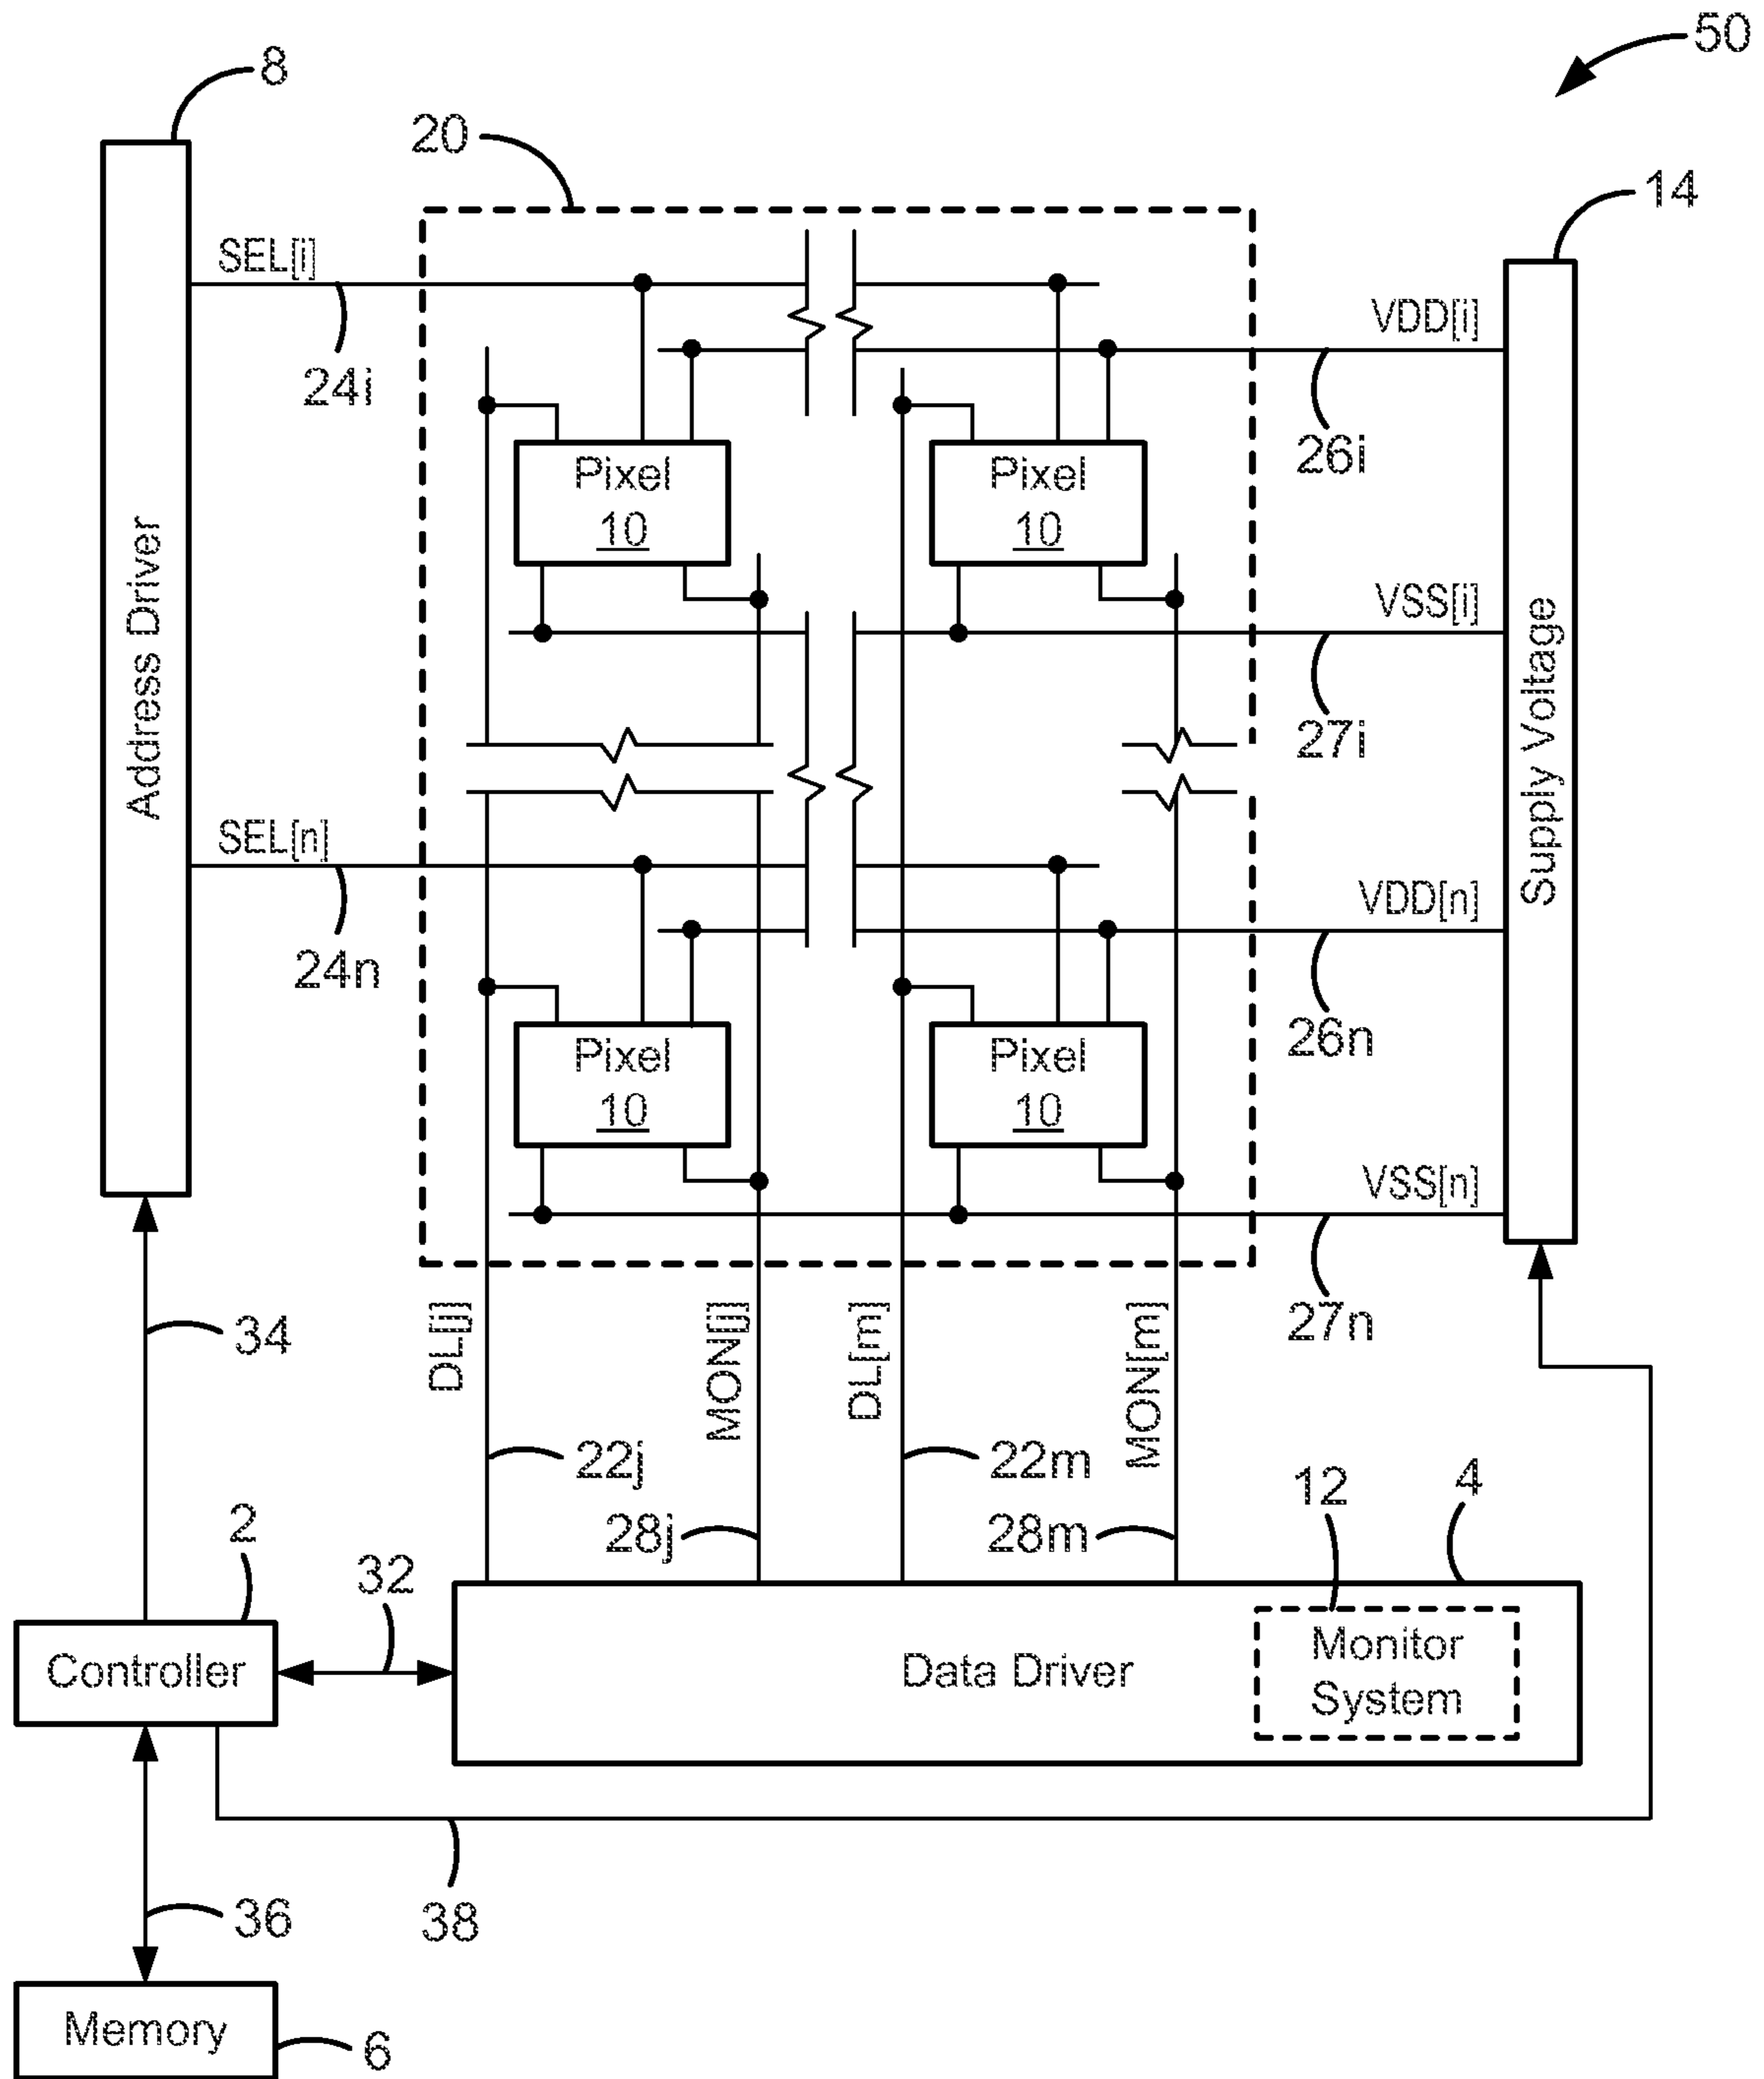 50
8
20
14
SEL[i]
VDD[i]
24i
26i
Pixel
10
Pixel
10
Address Driver
Supply Voltage
VSS[i]
27i
SEL[n]
VDD[n]
24n
26n
Pixel
10
Pixel
10
VSS[n]
27n
34
DL[j]
MON[j]
DL[m]
MON[m]
22j
22m
28j
28m
12
4
2
32
Controller
Data Driver
Monitor
System
36
38
Memory
6